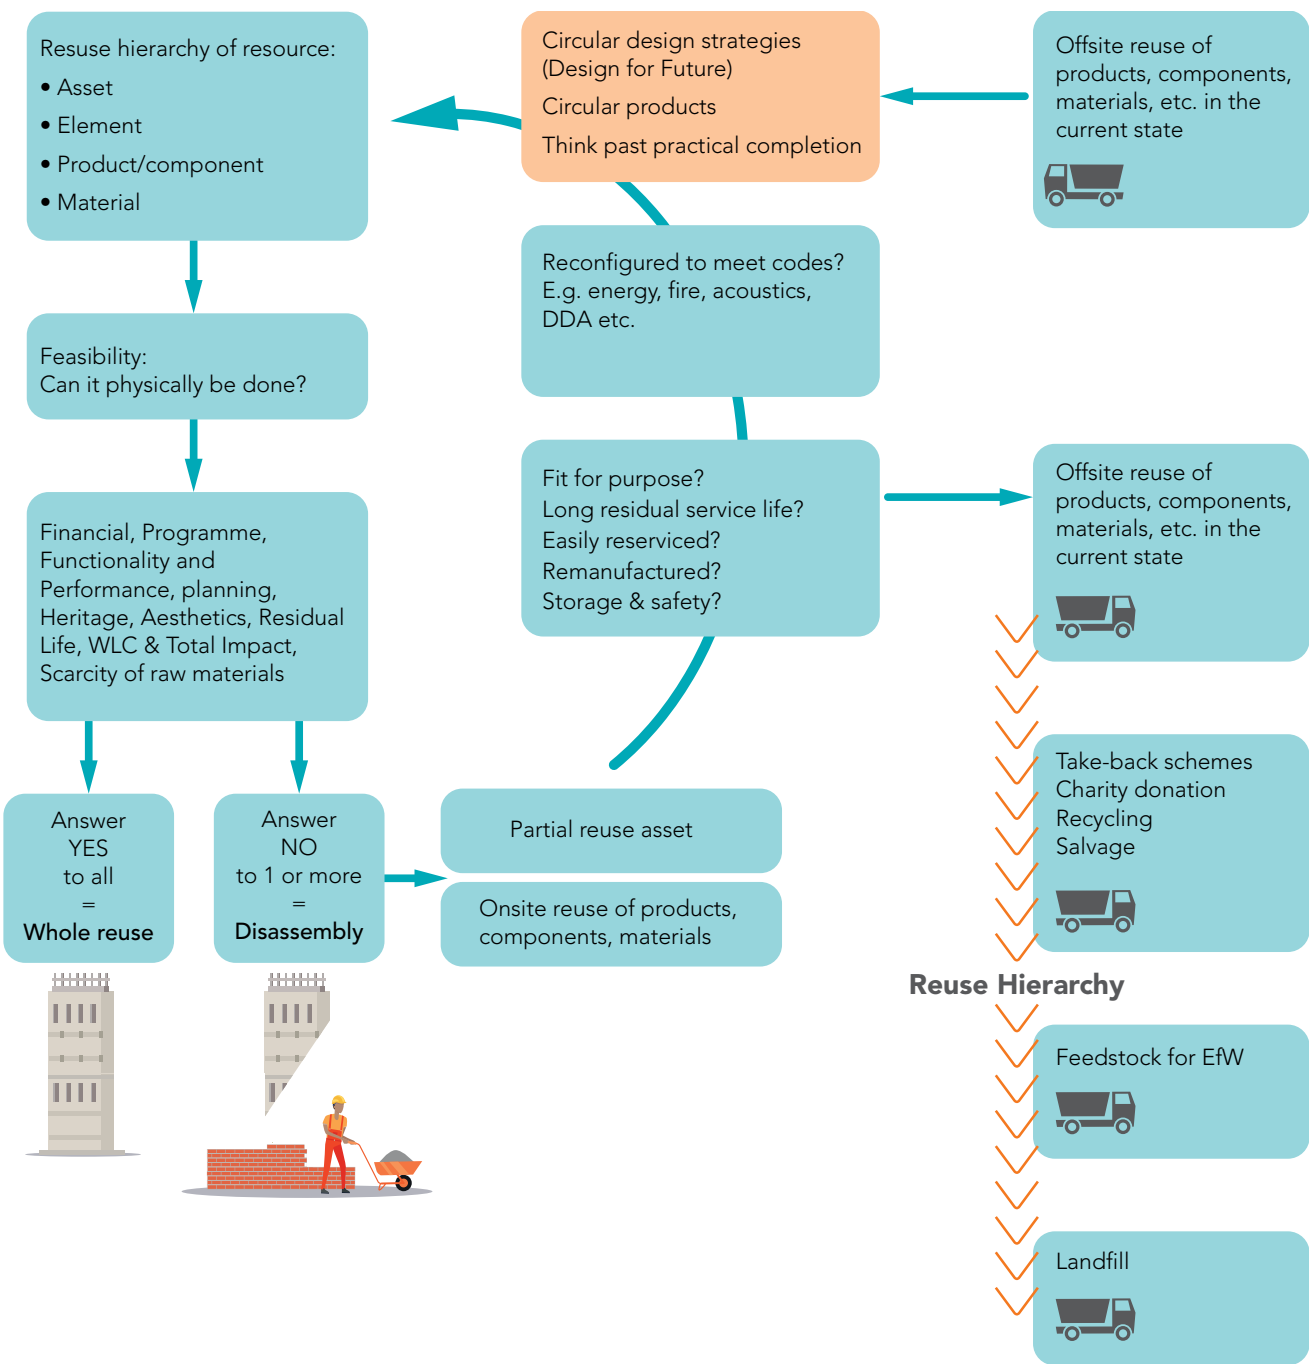 Resuse hierarchy of resource:
• Asset
• Element
• Product/component
• Material
Feasibility:
Can it physically be done?
Financial, Programme,
Functionality and
Performance, planning,
Heritage, Aesthetics, Residual
Life, WLC & Total Impact,
Scarcity of raw materials
Answer
YES
to all
=
Whole reuse
Answer
NO
to 1 or more
=
Disassembly
Partial reuse asset
Onsite reuse of products,
components, materials
Fit for purpose?
Long residual service life?
Easily reserviced?
Remanufactured?
Storage & safety?
Reconfigured to meet codes?
E.g. energy, fire, acoustics,
DDA etc.
Circular design strategies
(Design for Future)
Circular products
Think past practical completion
Offsite reuse of
products, components,
materials, etc. in the
current state
Offsite reuse of
products, components,
materials, etc. in the
current state
Take-back schemes
Charity donation
Recycling
Salvage
Reuse Hierarchy
Feedstock for EfW
Landfill